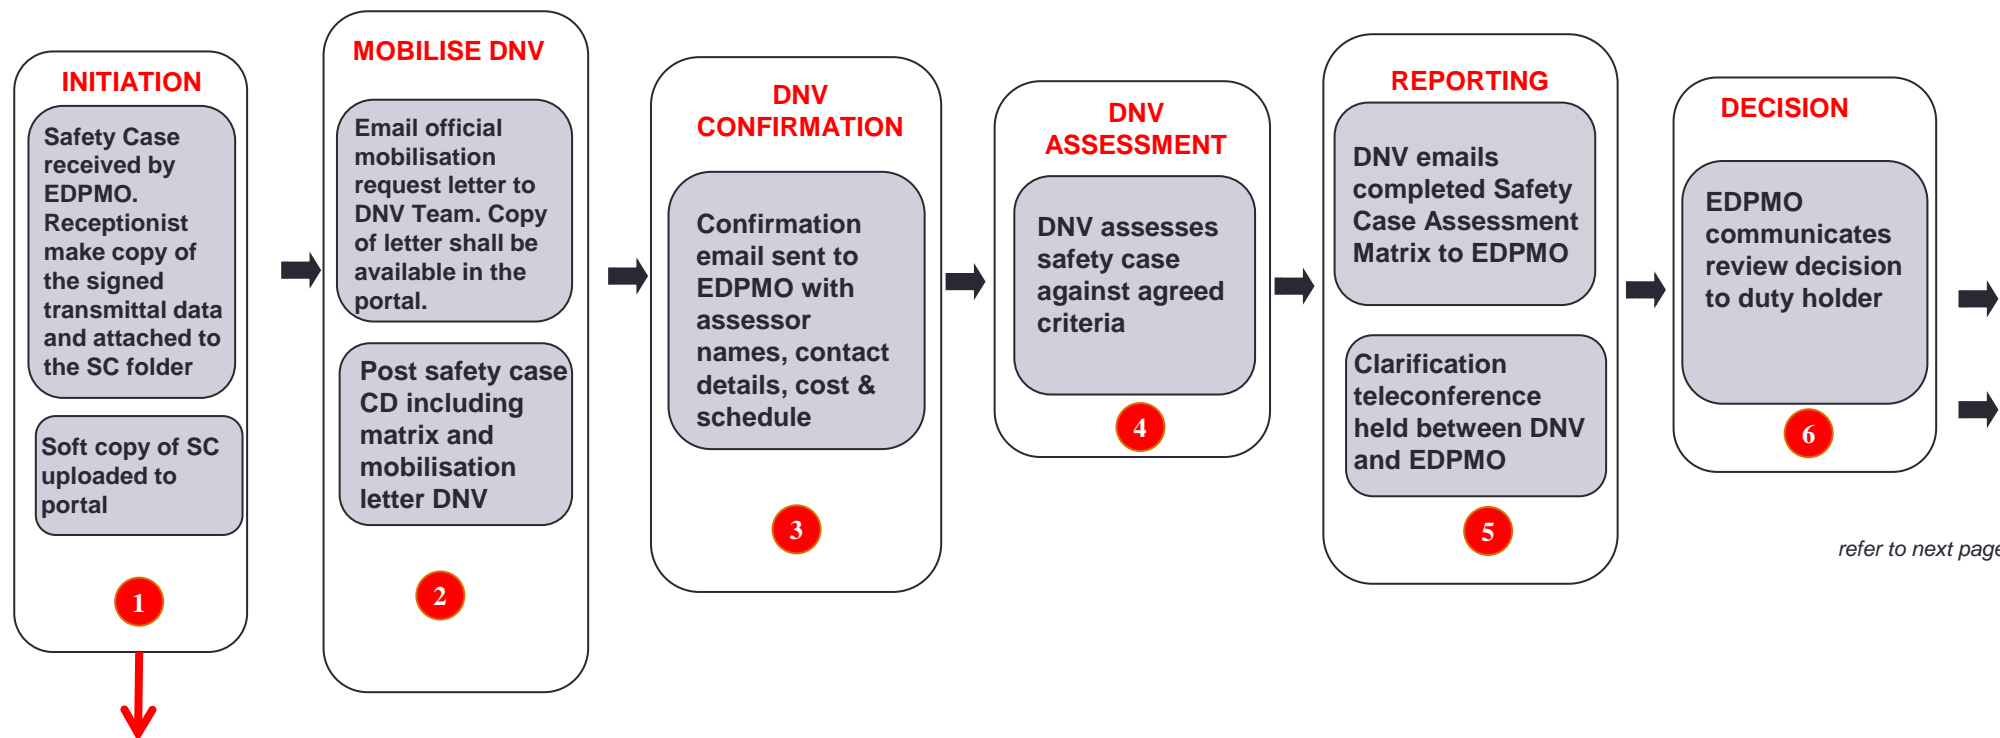 INITIATION
Safety Case
received by
EDPMO.
Receptionist
make copy of
the signed
transmittal data
and attached to
the SC folder
Soft copy of SC
uploaded to
portal
1
MOBILISE DNV
Email official
mobilisation
request letter to
DNV Team. Copy
of letter shall be
available in the
portal.
Post safety case
CD including
matrix and
mobilisation
letter DNV
2
DNV
CONFIRMATION
Confirmation
email sent to
EDPMO with
assessor
names, contact
details, cost &
schedule
3
DNV
ASSESSMENT
DNV assesses
safety case
against agreed
criteria
4
REPORTING
DNV emails
completed Safety
Case Assessment
Matrix to EDPMO
Clarification
teleconference
held between DNV
and EDPMO
5
DECISION
EDPMO
communicates
review decision
to duty holder
6
refer to next page